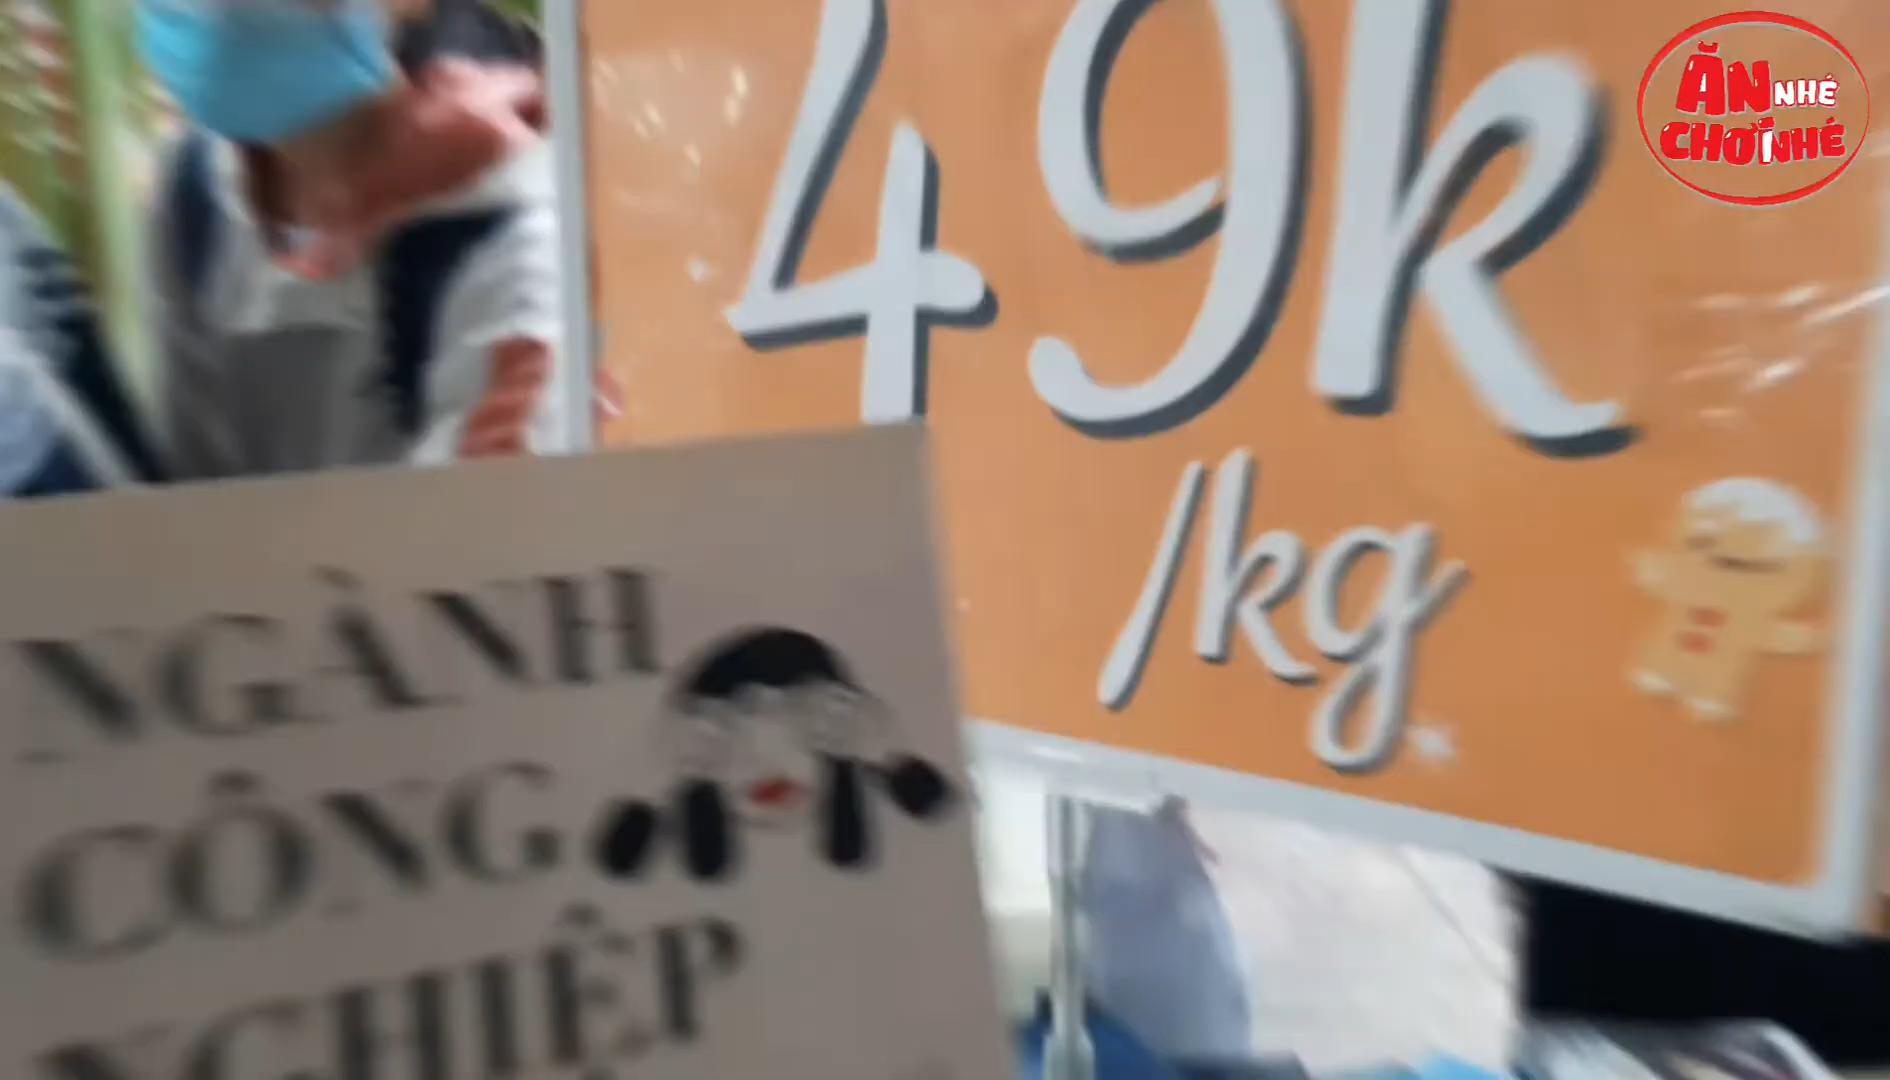 49k
/kg
NGÀNH
CÔNG
NGHIỆP
ĂN NHÉ
CHƠI NHÉ